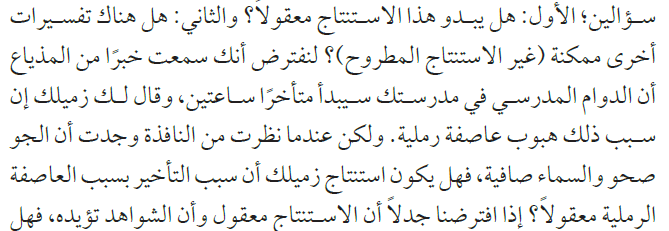 سؤالين؛ الأول: هل يبدو هذا الاستنتاج معقولاً؟ والثاني: هل هناك تفسيرات
أخرى ممكنة (غير الاستنتاج المطروح)؟ لنفترض أنك سمعت خبرًا من المذياع
أن الدوام المدرسي في مدرستك سيبدأ متأخرًا ساعتين، وقال لك زميلك إن
سبب ذلك هبوب عاصفة رملية. ولكن عندما نظرت من النافذة وجدت أن الجو
صحو والسماء صافية، فهل يكون استنتاج زميلك أن سبب التأخير بسبب العاصفة
الرملية معقولاً؟ إذا افترضنا جدلاً أن الاستنتاج معقول وأن الشواهد تؤيده، فهل